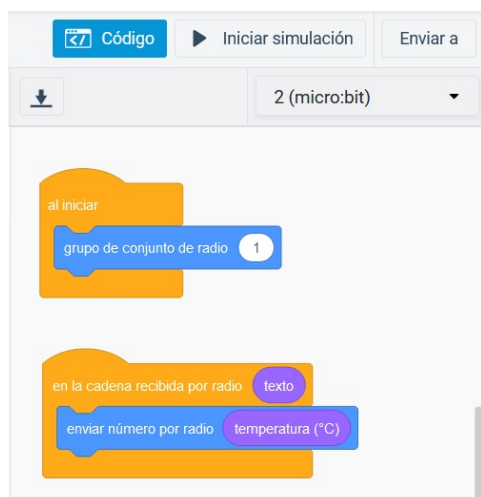 Código
Iniciar simulación
Enviar a
2 (micro:bit)
al iniciar
grupo de conjunto de radio 1
en la cadena recibida por radio texto
enviar número por radio temperatura (°C)